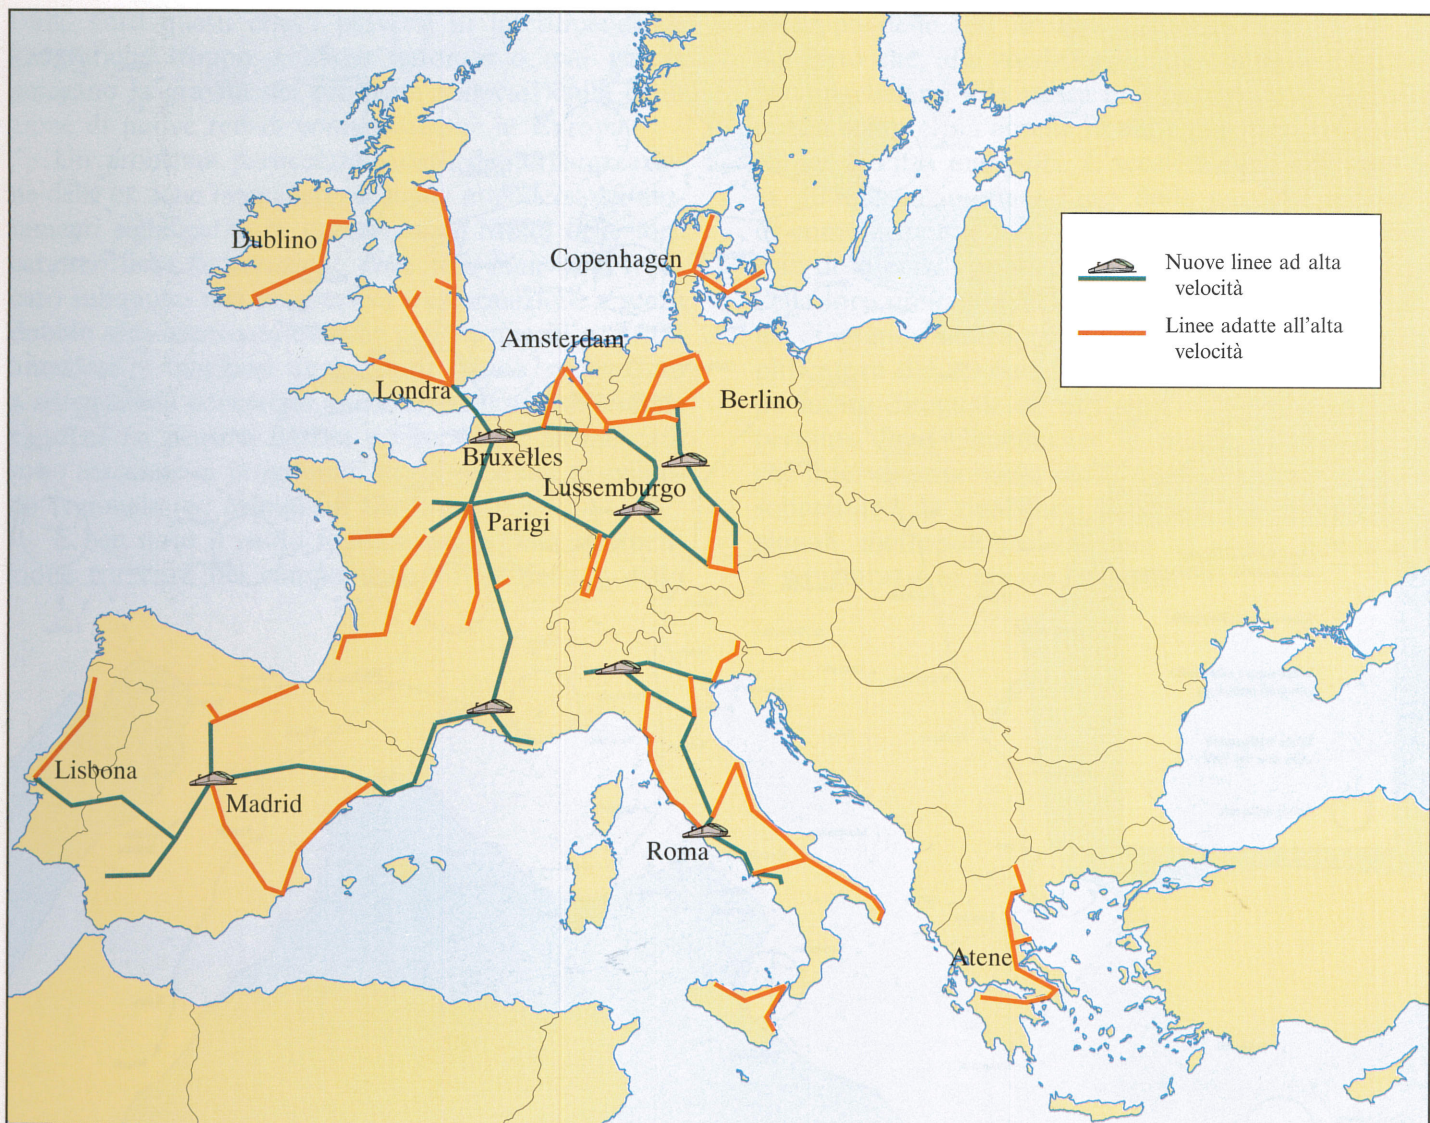 Dublino
Copenhagen
Nuove linee ad alta
velocità
Linee adatte all'alta
velocità
Amsterdam
Londra
Berlino
Bruxelles
Lussemburgo
Parigi
Lisbona
Madrid
Roma
Atene